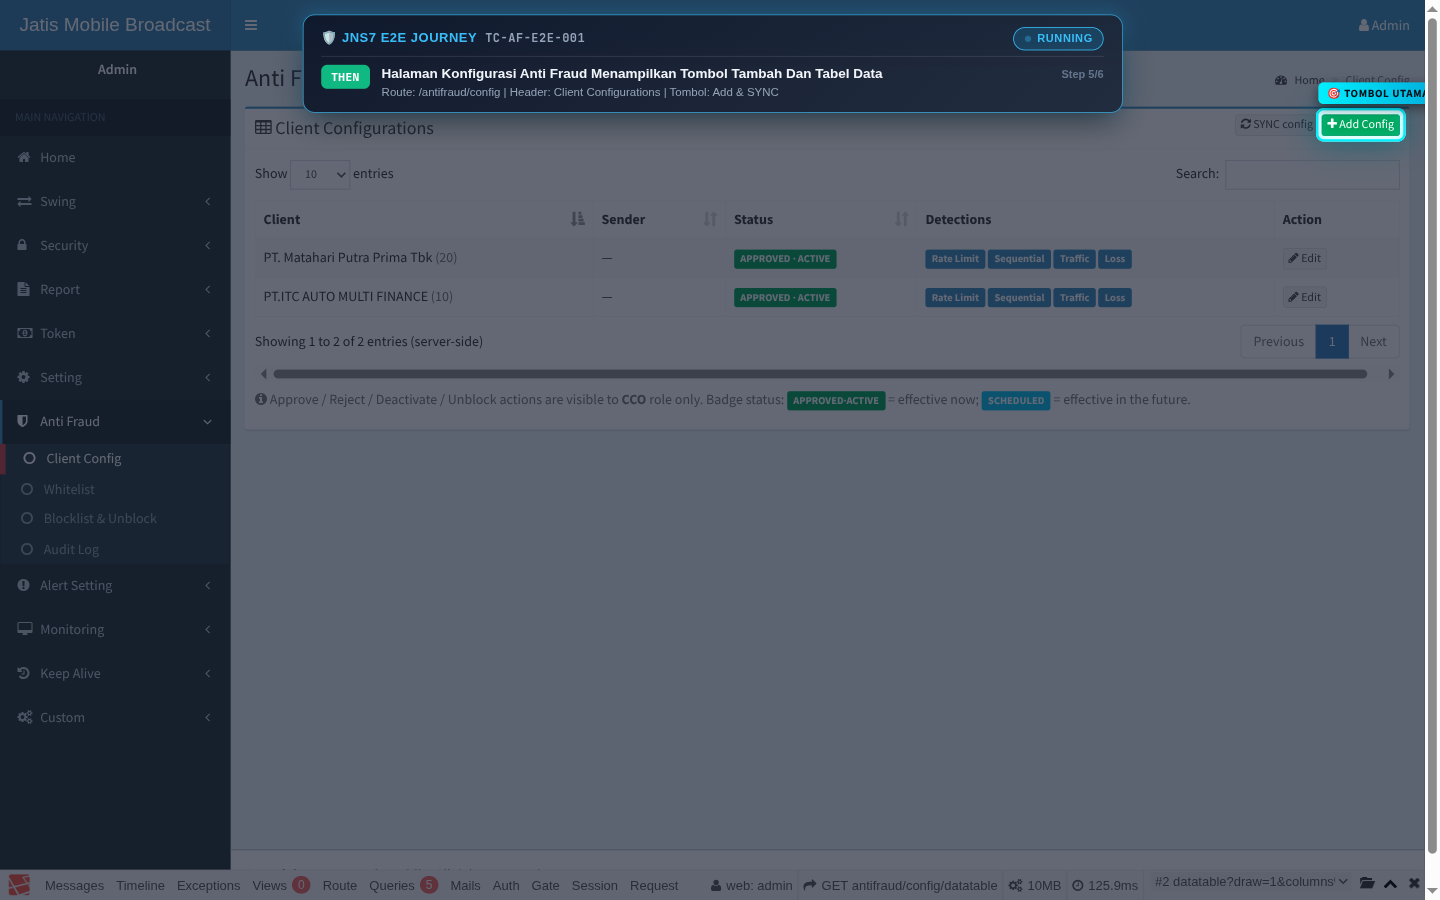 Jatis Mobile Broadcast
Admin
JNS7 E2E JOURNEY TC-AF-E2E-001
RUNNING
THEN
Halaman Konfigurasi Anti Fraud Menampilkan Tombol Tambah Dan Tabel Data
Step 5/6
Route: /antifraud/config | Header: Client Configurations | Tombol: Add & SYNC
Admin
Anti F
Home
Client Config
TOMBOL UTAMA
MAIN NAVIGATION
Home
Swing
Security
Report
Token
Setting
Anti Fraud
Client Config
Whitelist
Blocklist & Unblock
Audit Log
Alert Setting
Monitoring
Keep Alive
Custom
Client Configurations
SYNC config
Add Config
Show 10 entries
Search:
Client Sender Status Detections Action
PT. Matahari Putra Prima Tbk (20) — APPROVED · ACTIVE Rate Limit Sequential Traffic Loss Edit
PT.ITC AUTO MULTI FINANCE (10) — APPROVED · ACTIVE Rate Limit Sequential Traffic Loss Edit
Showing 1 to 2 of 2 entries (server-side)
Previous 1 Next
Approve / Reject / Deactivate / Unblock actions are visible to CCO role only. Badge status: APPROVED·ACTIVE = effective now; SCHEDULED = effective in the future.
Messages Timeline Exceptions Views 0 Route Queries 5 Mails Auth Gate Session Request web: admin GET antifraud/config/datatable 10MB 125.9ms #2 datatable?draw=1&columns